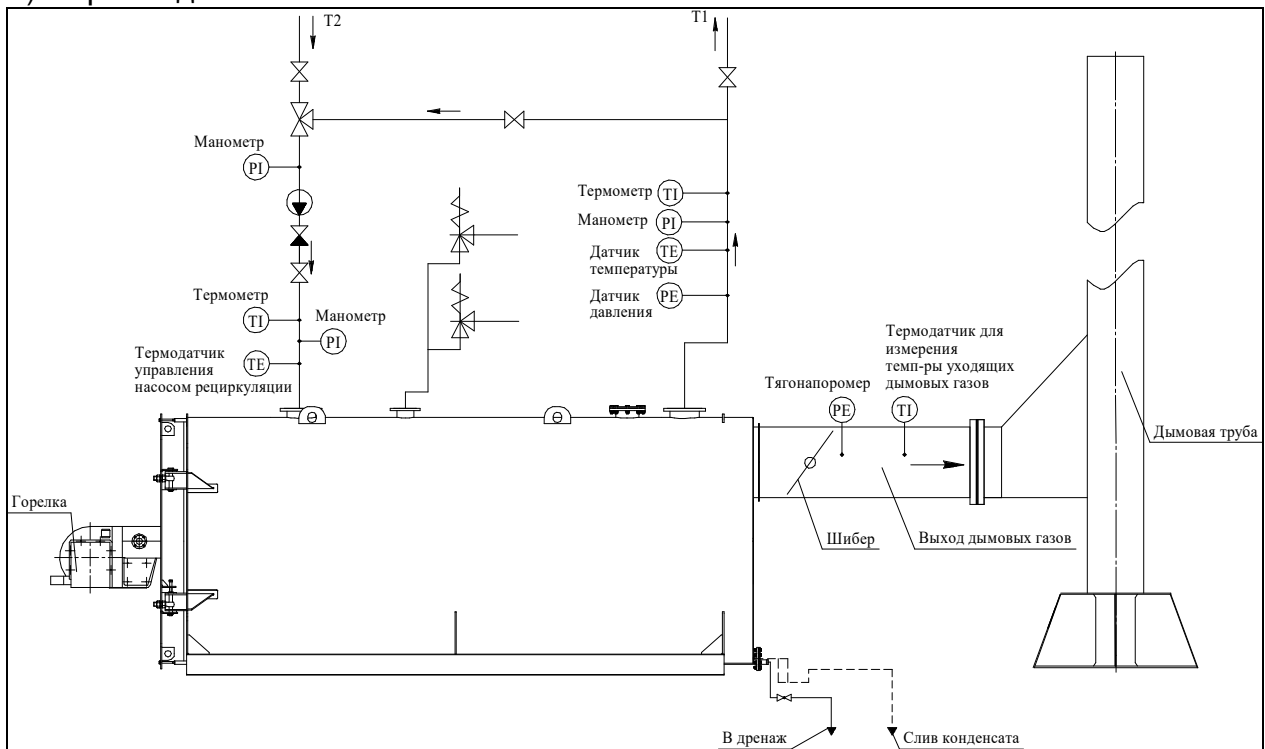 T2
T1
Манометр
PI
Термометр
TI
Манометр
PI
Датчик
температуры
TE
Датчик
давления
PE
Термометр
TI
Манометр
PI
Термодатчик
управления
насосом рециркуляции
TE
Термодатчик для
измерения
темп-ры уходящих
дымовых газов
TI
Тягонапоромер
PE
Дымовая труба
Горелка
Шибер
Выход дымовых газов
В дренаж
Слив конденсата